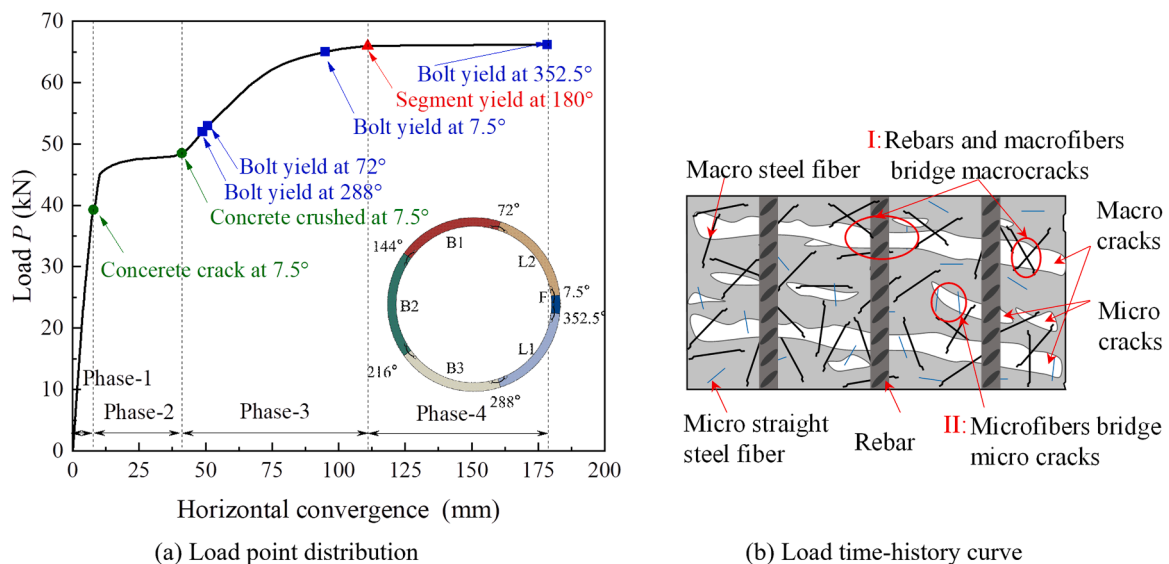 70
60
50
40
30
20
10
0
Load P (kN)
0 25 50 75 100 125 150 175 200
Horizontal convergence (mm)
Bolt yield at 352.5°
Segment yield at 180°
Bolt yield at 7.5°
Bolt yield at 72°
Bolt yield at 288°
Concrete crushed at 7.5°
Concerete crack at 7.5°
Phase-1
Phase-2
Phase-3
Phase-4
72°
144°
B1
L2
F
7.5°
352.5°
B2
L1
B3
216°
288°
(a) Load point distribution
I: Rebars and macrofibers
bridge macrocracks
Macro steel fiber
Macro
cracks
Micro
cracks
Micro straight
steel fiber
Rebar
II: Microfibers bridge
micro cracks
(b) Load time-history curve